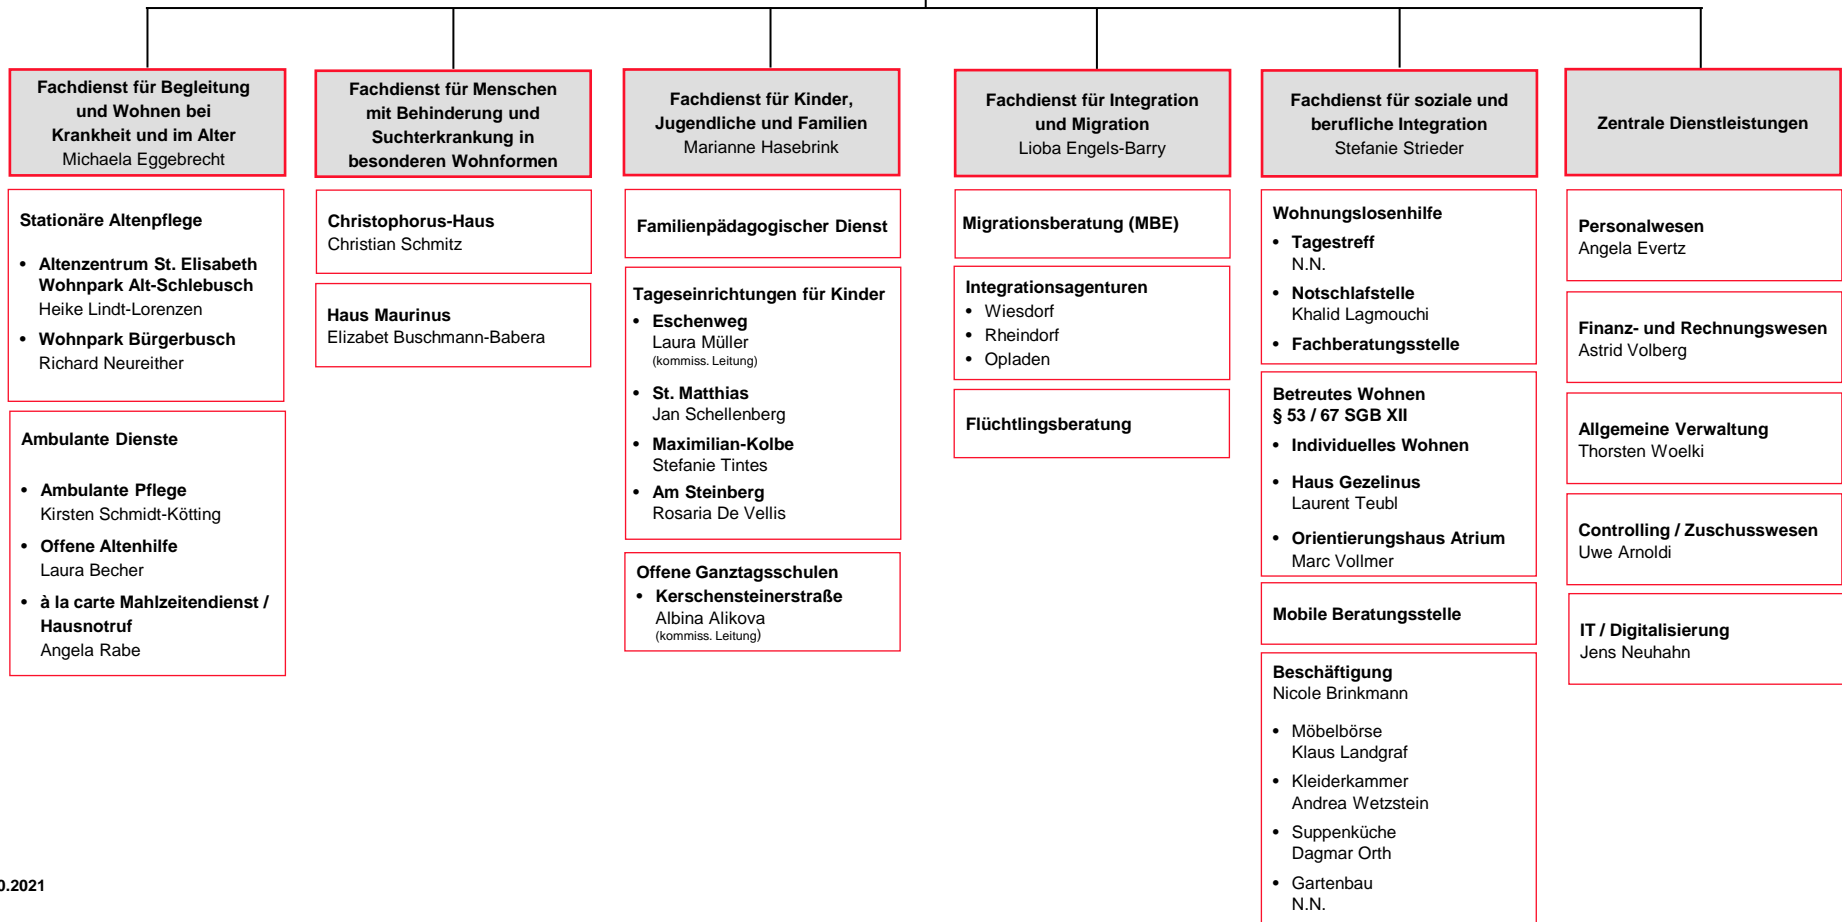 Fachdienst für Begleitung
und Wohnen bei
Krankheit und im Alter
Michaela Eggebrecht
Stationäre Altenpflege
• Altenzentrum St. Elisabeth
Wohnpark Alt-Schlebusch
Heike Lindt-Lorenzen
• Wohnpark Bürgerbusch
Richard Neureither
Ambulante Dienste
• Ambulante Pflege
Kirsten Schmidt-Kötting
• Offene Altenhilfe
Laura Becher
• à la carte Mahlzeitendienst /
Hausnotruf
Angela Rabe
Fachdienst für Menschen
mit Behinderung und
Suchterkrankung in
besonderen Wohnformen
Christophorus-Haus
Christian Schmitz
Haus Maurinus
Elizabet Buschmann-Babera
Fachdienst für Kinder,
Jugendliche und Familien
Marianne Hasebrink
Familienpädagogischer Dienst
Tageseinrichtungen für Kinder
• Eschenweg
Laura Müller
(kommiss. Leitung)
• St. Matthias
Jan Schellenberg
• Maximilian-Kolbe
Stefanie Tintes
• Am Steinberg
Rosaria De Vellis
Offene Ganztagsschulen
• Kerschensteinerstraße
Albina Alikova
(kommiss. Leitung)
Fachdienst für Integration
und Migration
Lioba Engels-Barry
Migrationsberatung (MBE)
Integrationsagenturen
• Wiesdorf
• Rheindorf
• Opladen
Flüchtlingsberatung
Fachdienst für soziale und
berufliche Integration
Stefanie Strieder
Wohnungslosenhilfe
• Tagestreff
N.N.
• Notschlafstelle
Khalid Lagmouchi
• Fachberatungsstelle
Betreutes Wohnen
§ 53 / 67 SGB XII
• Individuelles Wohnen
• Haus Gezelinus
Laurent Teubl
• Orientierungshaus Atrium
Marc Vollmer
Mobile Beratungsstelle
Beschäftigung
Nicole Brinkmann
• Möbelbörse
Klaus Landgraf
• Kleiderkammer
Andrea Wetzstein
• Suppenküche
Dagmar Orth
• Gartenbau
N.N.
Zentrale Dienstleistungen
Personalwesen
Angela Evertz
Finanz- und Rechnungswesen
Astrid Volberg
Allgemeine Verwaltung
Thorsten Woelki
Controlling / Zuschusswesen
Uwe Arnoldi
IT / Digitalisierung
Jens Neuhahn
0.2021